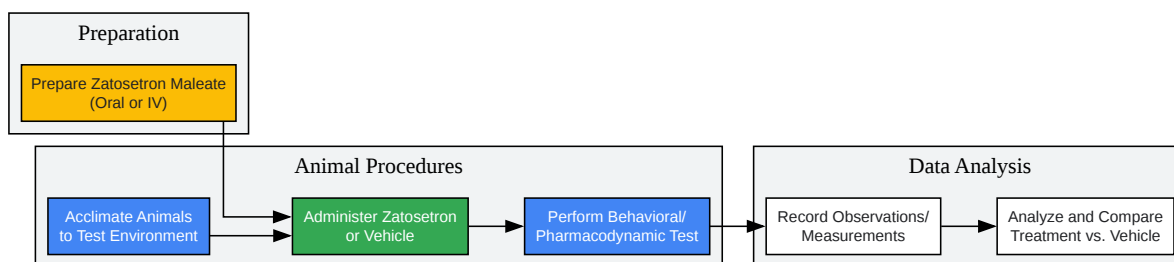 Preparation
Prepare Zatosetron Maleate
(Oral or IV)
Animal Procedures
Acclimate Animals
to Test Environment
Administer Zatosetron
or Vehicle
Perform Behavioral/
Pharmacodynamic Test
Data Analysis
Record Observations/
Measurements
Analyze and Compare
Treatment vs. Vehicle